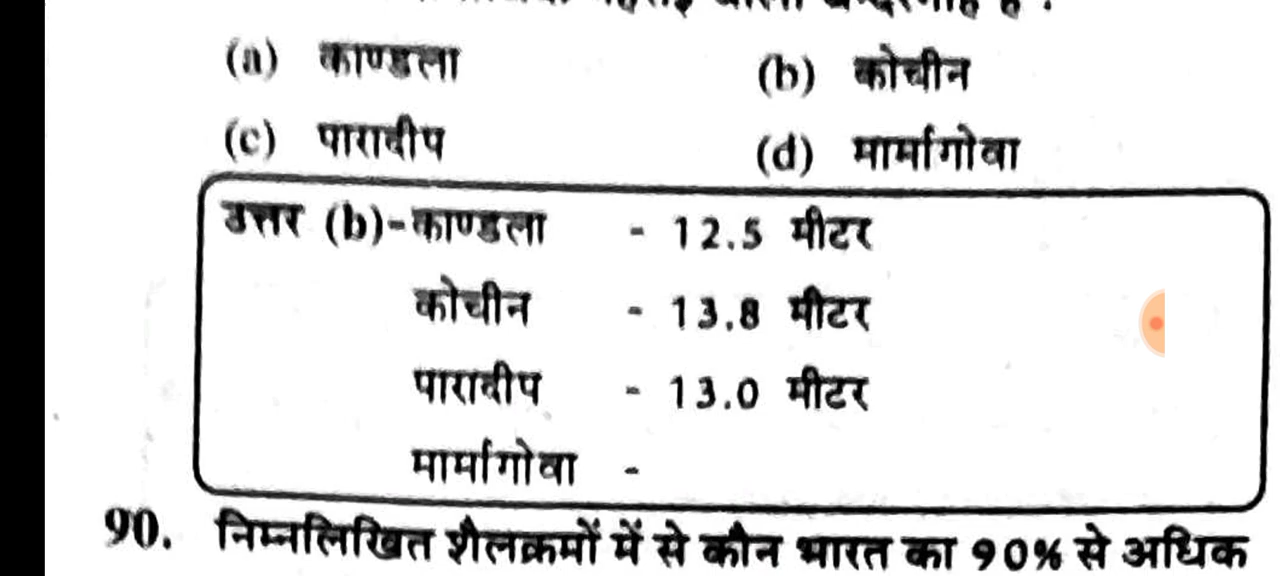 (a) काण्डला (b) कोचीन
(c) पारादीप (d) मार्मागोवा
उत्तर (b)-काण्डला - 12.5 मीटर
कोचीन - 13.8 मीटर
पारादीप - 13.0 मीटर
मार्मागोवा -
90. निम्नलिखित शैलक्रमों में से कौन भारत का 90% से अधिक